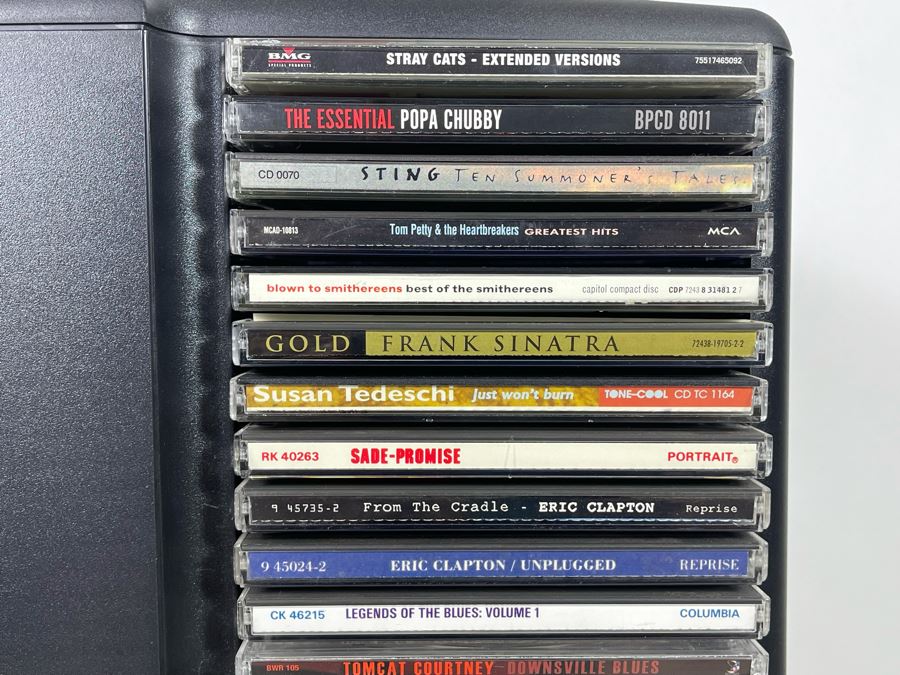 BMG SPECIAL PRODUCTS STRAY CATS - EXTENDED VERSIONS 75517465092
THE ESSENTIAL POPA CHUBBY BPCD 8011
CD 0070 STING TEN SUMMONER'S TALES
MCAD-10813 Tom Petty & the Heartbreakers GREATEST HITS MCA
blown to smithereens best of the smithereens capitol compact disc CDP 7243 8 31481 2 7
GOLD FRANK SINATRA 72438-19705-2-2
Susan Tedeschi Just won't burn TONE-COOL CD TC 1164
RK 40263 SADE-PROMISE PORTRAIT®
9 45735-2 From The Cradle - ERIC CLAPTON Reprise
9 45024-2 ERIC CLAPTON / UNPLUGGED REPRISE
CK 46215 LEGENDS OF THE BLUES: VOLUME 1 COLUMBIA
BWR 105 TOMCAT COURTNEY DOWNSVILLE BLUES